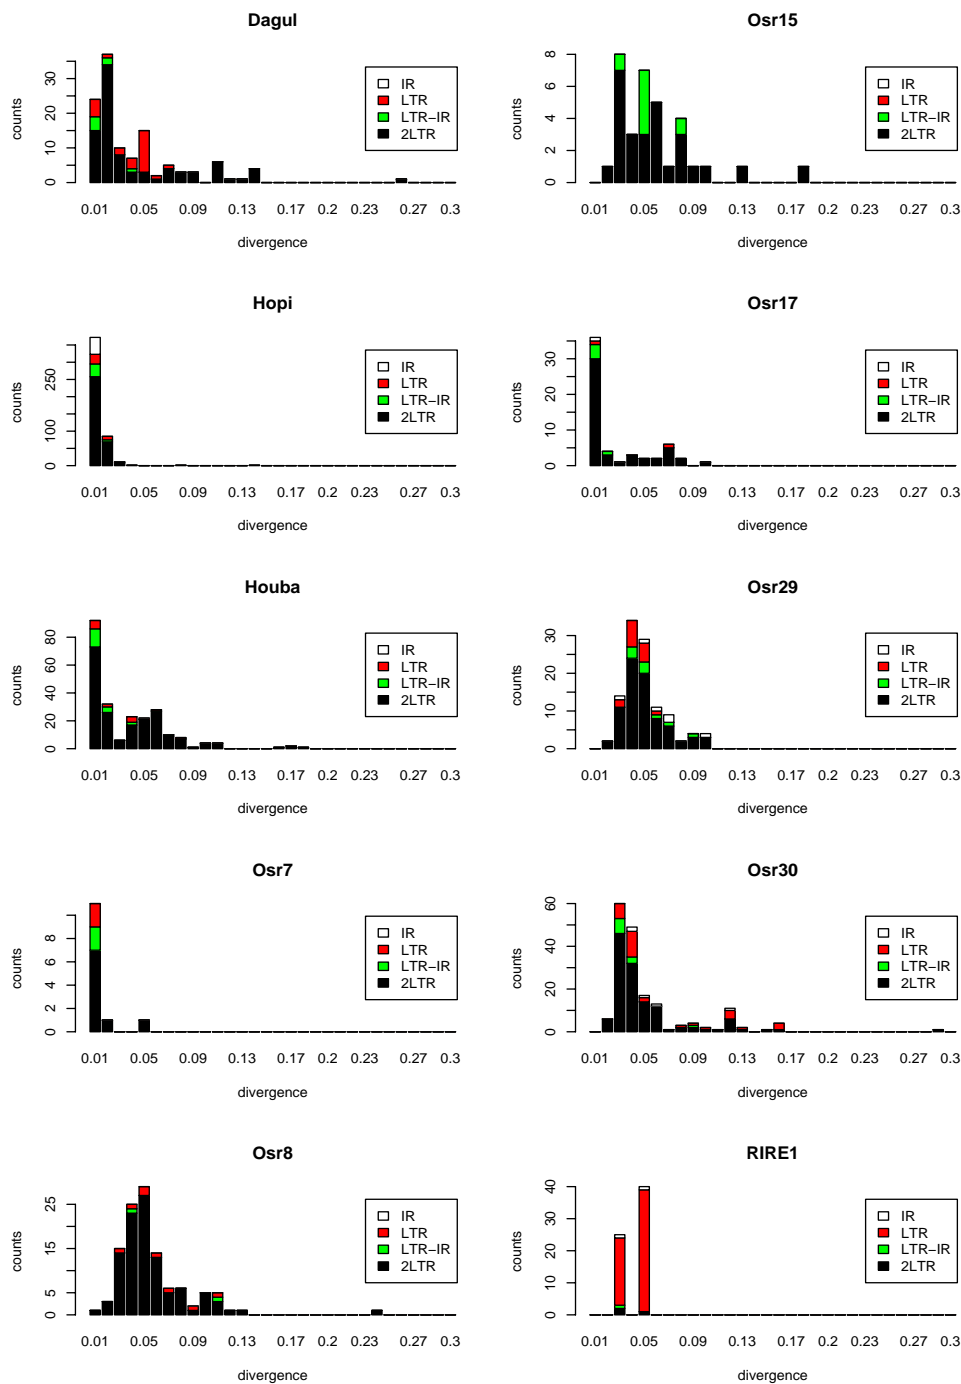 Dagul
counts
0 10 20 30
IR
LTR
LTR−IR
2LTR
0.01 0.05 0.09 0.13 0.17 0.2 0.23 0.27 0.3
divergence
Osr15
counts
0 2 4 6 8
IR
LTR
LTR−IR
2LTR
0.01 0.05 0.09 0.13 0.17 0.2 0.23 0.27 0.3
divergence
Hopi
counts
0 100 250
IR
LTR
LTR−IR
2LTR
0.01 0.05 0.09 0.13 0.17 0.2 0.23 0.27 0.3
divergence
Osr17
counts
0 10 20 30
IR
LTR
LTR−IR
2LTR
0.01 0.05 0.09 0.13 0.17 0.2 0.23 0.27 0.3
divergence
Houba
counts
0 20 40 60 80
IR
LTR
LTR−IR
2LTR
0.01 0.05 0.09 0.13 0.17 0.2 0.23 0.27 0.3
divergence
Osr29
counts
0 10 20 30
IR
LTR
LTR−IR
2LTR
0.01 0.05 0.09 0.13 0.17 0.2 0.23 0.27 0.3
divergence
Osr7
counts
0 2 4 6 8
IR
LTR
LTR−IR
2LTR
0.01 0.05 0.09 0.13 0.17 0.2 0.23 0.27 0.3
divergence
Osr30
counts
0 20 40 60
IR
LTR
LTR−IR
2LTR
0.01 0.05 0.09 0.13 0.17 0.2 0.23 0.27 0.3
divergence
Osr8
counts
0 5 15 25
IR
LTR
LTR−IR
2LTR
0.01 0.05 0.09 0.13 0.17 0.2 0.23 0.27 0.3
divergence
RIRE1
counts
0 10 20 30 40
IR
LTR
LTR−IR
2LTR
0.01 0.05 0.09 0.13 0.17 0.2 0.23 0.27 0.3
divergence